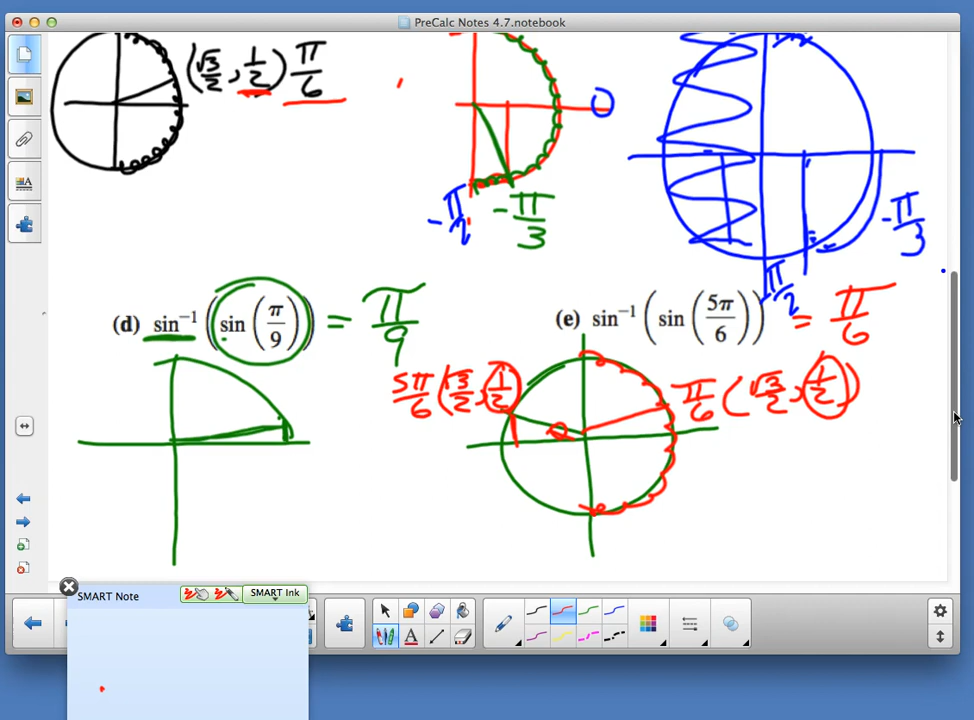 PreCalc Notes 4.7.notebook
(√3/2, 1/2) π/6
0
-π/2
-π/3
-π/3
-π/2
(d) sin⁻¹ (sin (π/9)) = π/9
(e) sin⁻¹ (sin (5π/6)) = π/6
5π/6 (√3/2, 1/2)
π/6 (√3/2, 1/2)
SMART Note
SMART Ink
A